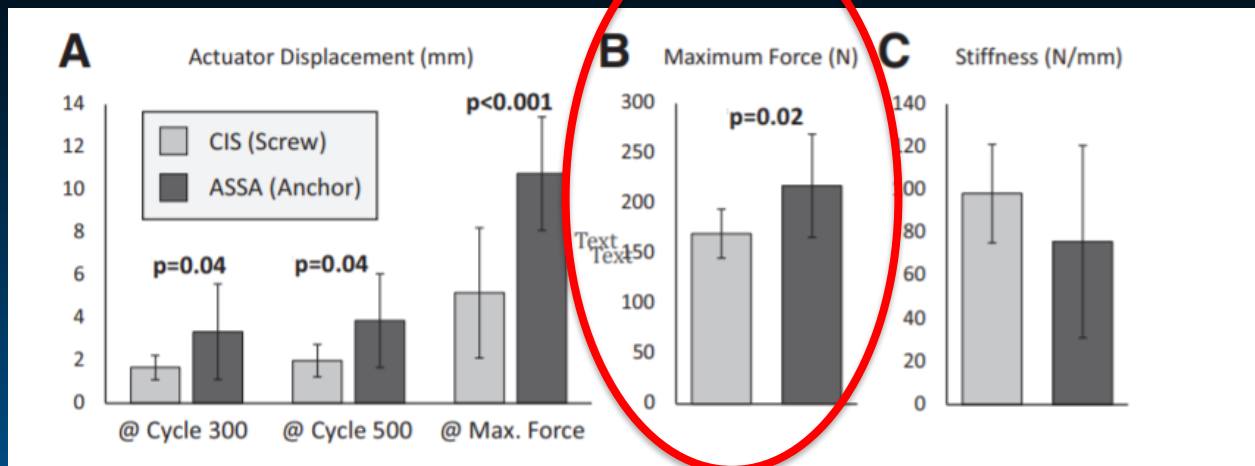 A
Actuator Displacement (mm)
14
12
10
8
6
4
2
0
CIS (Screw)
ASSA (Anchor)
p=0.04
p=0.04
p<0.001
@ Cycle 300
@ Cycle 500
@ Max. Force
Text
Text
B
Maximum Force (N)
300
250
200
150
100
50
0
p=0.02
C
Stiffness (N/mm)
140
120
100
80
60
40
20
0